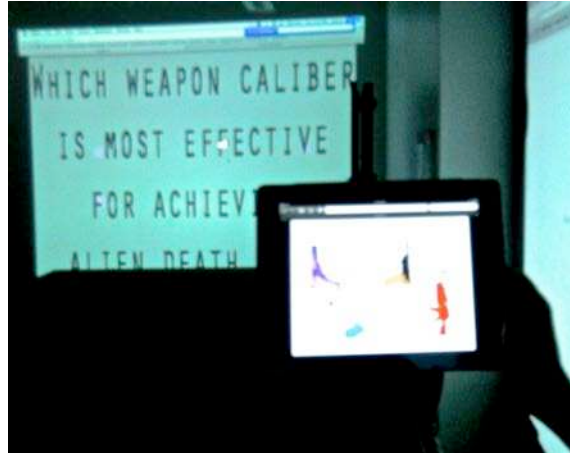 WHICH WEAPON CALIBER
IS MOST EFFECTIVE
FOR ACHIEVI
ALIEN DEATH